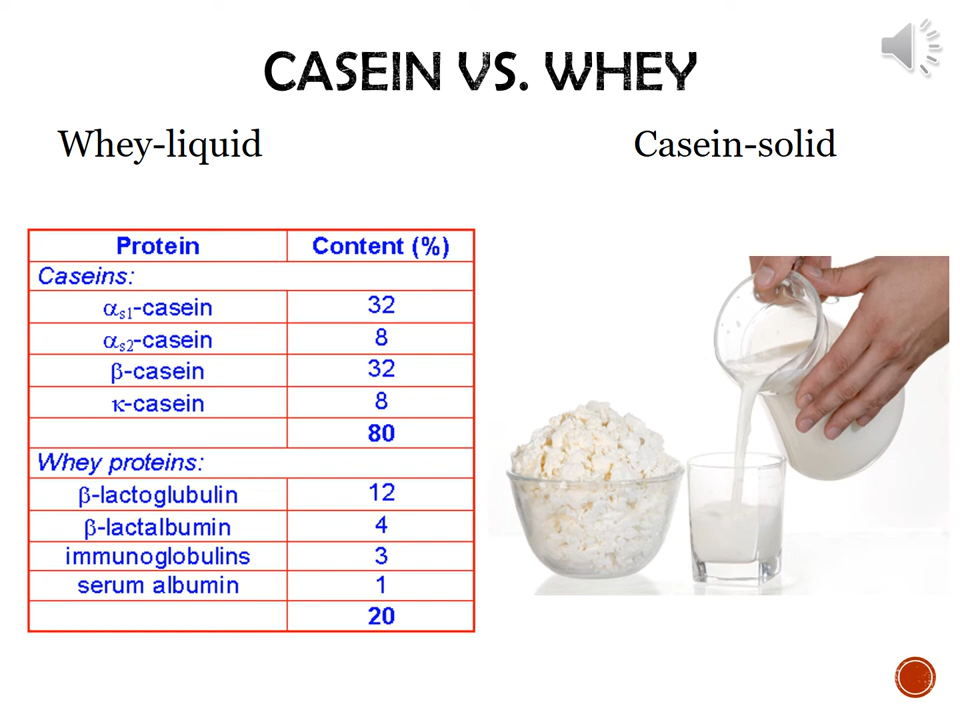 CASEIN VS. WHEY
Whey-liquid
Casein-solid
Protein Content (%)
Caseins:
αs1-casein 32
αs2-casein 8
β-casein 32
κ-casein 8
80
Whey proteins:
β-lactoglubulin 12
β-lactalbumin 4
immunoglobulins 3
serum albumin 1
20